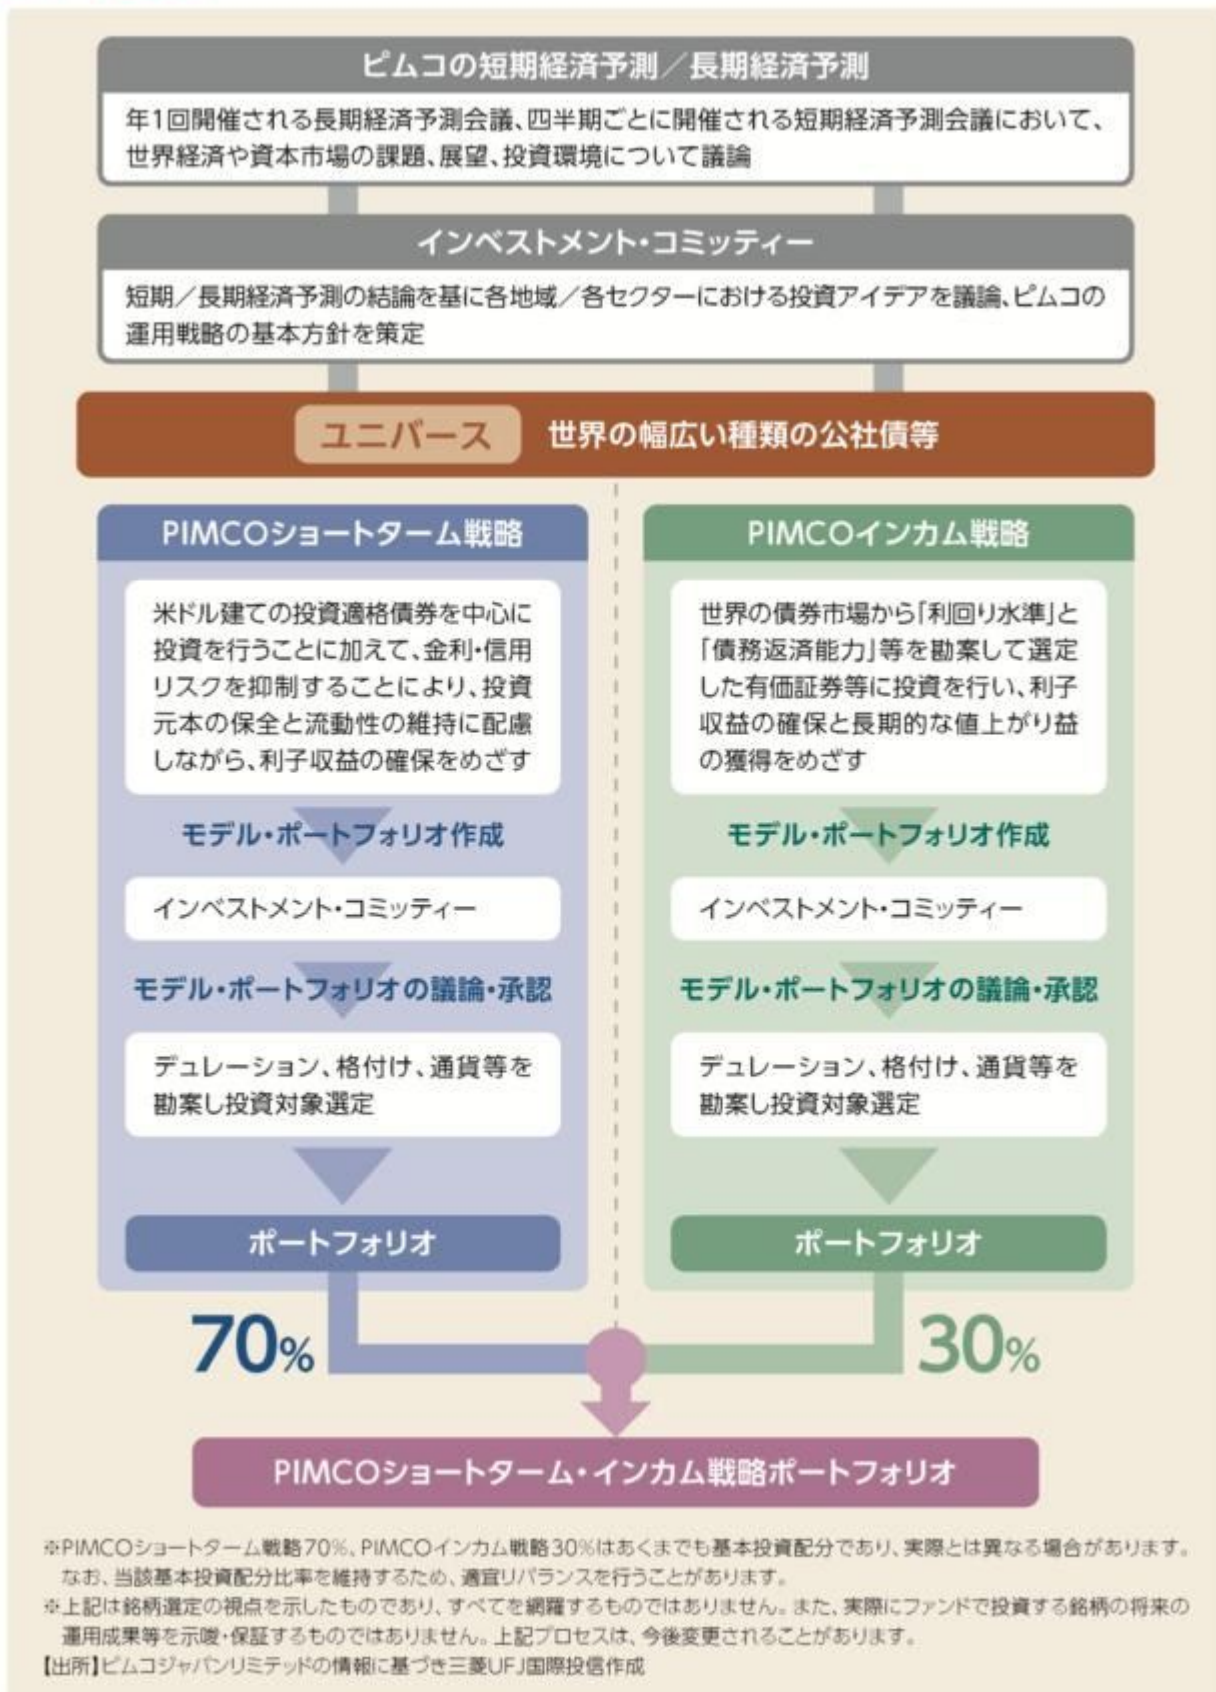 ピムコの短期経済予測／長期経済予測
年1回開催される長期経済予測会議、四半期ごとに開催される短期経済予測会議において、
世界経済や資本市場の課題、展望、投資環境について議論
インベストメント・コミッティー
短期／長期経済予測の結論を基に各地域／各セクターにおける投資アイデアを議論、ピムコの
運用戦略の基本方針を策定
ユニバース 世界の幅広い種類の公社債等
PIMCOショートターム戦略
米ドル建ての投資適格債券を中心に
投資を行うことに加えて、金利・信用
リスクを抑制することにより、投資
元本の保全と流動性の維持に配慮
しながら、利子収益の確保をめざす
モデル・ポートフォリオ作成
インベストメント・コミッティー
モデル・ポートフォリオの議論・承認
デュレーション、格付け、通貨等を
勘案し投資対象選定
ポートフォリオ
70%
PIMCOインカム戦略
世界の債券市場から「利回り水準」と
「債務返済能力」等を勘案して選定
した有価証券等に投資を行い、利子
収益の確保と長期的な値上がり益
の獲得をめざす
モデル・ポートフォリオ作成
インベストメント・コミッティー
モデル・ポートフォリオの議論・承認
デュレーション、格付け、通貨等を
勘案し投資対象選定
ポートフォリオ
30%
PIMCOショートターム・インカム戦略ポートフォリオ
※PIMCOショートターム戦略70%、PIMCOインカム戦略30%はあくまでも基本投資配分であり、実際とは異なる場合があります。
なお、当該基本投資配分比率を維持するため、適宜リバランスを行うことがあります。
※上記は銘柄選定の視点を示したものであり、すべてを網羅するものではありません。また、実際にファンドで投資する銘柄の将来の
運用成果等を示唆・保証するものではありません。上記プロセスは、今後変更されることがあります。
【出所】ピムコジャパンリミテッドの情報に基づき三菱UFJ国際投信作成